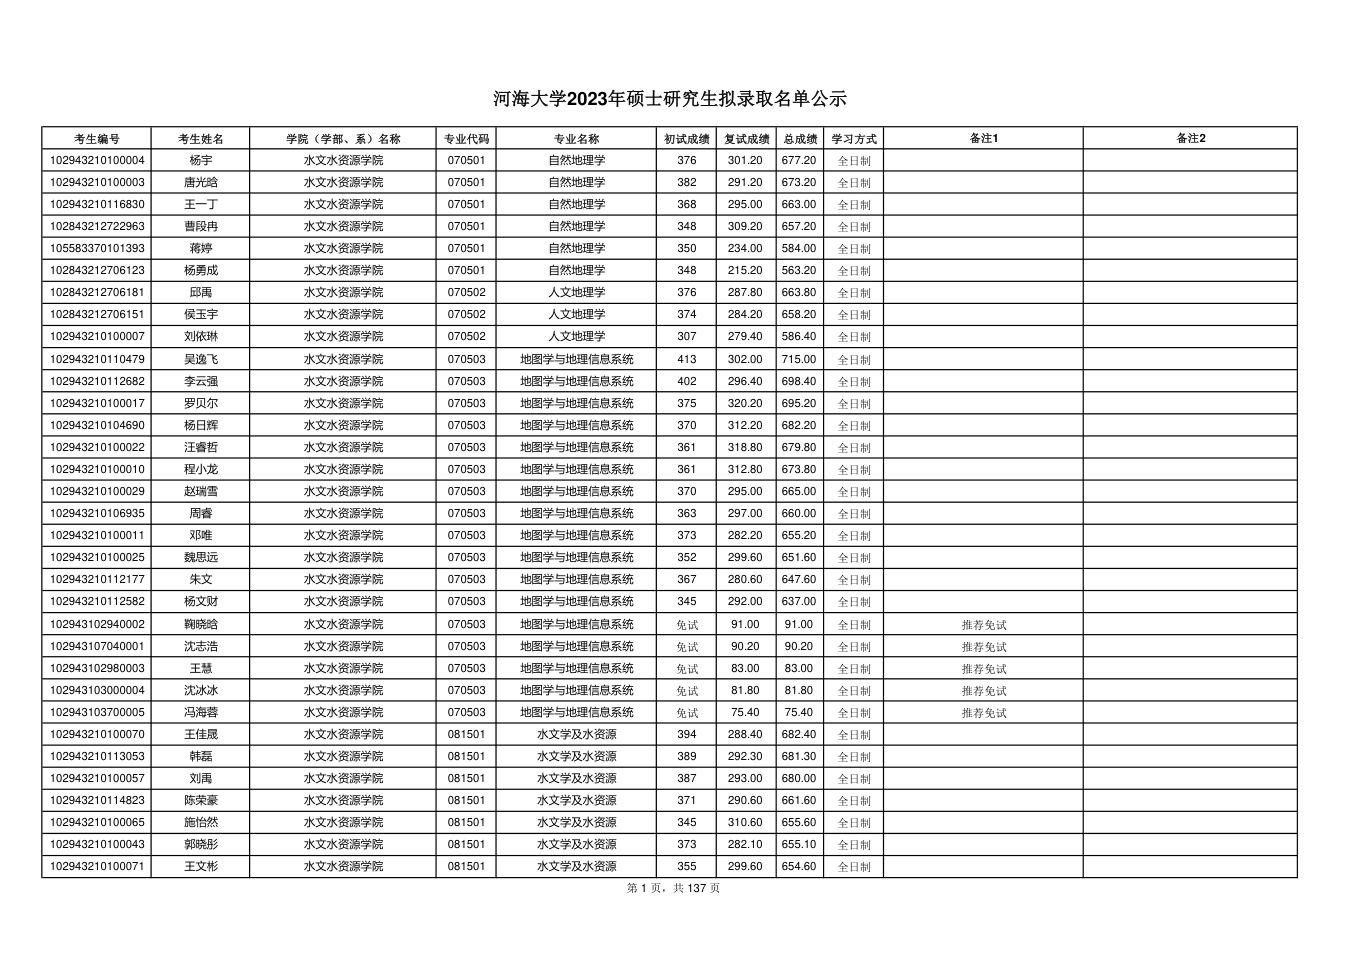 河海大学2023年硕士研究生拟录取名单公示
考生编号 考生姓名 学院（学部、系）名称 专业代码 专业名称 初试成绩 复试成绩 总成绩 学习方式 备注1 备注2
102943210100004 杨宇 水文水资源学院 070501 自然地理学 376 301.20 677.20 全日制
102943210100003 唐光晗 水文水资源学院 070501 自然地理学 382 291.20 673.20 全日制
102943210116830 王一丁 水文水资源学院 070501 自然地理学 368 295.00 663.00 全日制
102843212722963 曹段冉 水文水资源学院 070501 自然地理学 348 309.20 657.20 全日制
105583370101393 蒋婷 水文水资源学院 070501 自然地理学 350 234.00 584.00 全日制
102843212706123 杨勇成 水文水资源学院 070501 自然地理学 348 215.20 563.20 全日制
102843212706181 邱禹 水文水资源学院 070502 人文地理学 376 287.80 663.80 全日制
102843212706151 侯玉宇 水文水资源学院 070502 人文地理学 374 284.20 658.20 全日制
102943210100007 刘依琳 水文水资源学院 070502 人文地理学 307 279.40 586.40 全日制
102943210110479 吴逸飞 水文水资源学院 070503 地图学与地理信息系统 413 302.00 715.00 全日制
102943210112682 李云强 水文水资源学院 070503 地图学与地理信息系统 402 296.40 698.40 全日制
102943210100017 罗贝尔 水文水资源学院 070503 地图学与地理信息系统 375 320.20 695.20 全日制
102943210104690 杨日辉 水文水资源学院 070503 地图学与地理信息系统 370 312.20 682.20 全日制
102943210100022 汪睿哲 水文水资源学院 070503 地图学与地理信息系统 361 318.80 679.80 全日制
102943210100010 程小龙 水文水资源学院 070503 地图学与地理信息系统 361 312.80 673.80 全日制
102943210100029 赵瑞雪 水文水资源学院 070503 地图学与地理信息系统 370 295.00 665.00 全日制
102943210106935 周睿 水文水资源学院 070503 地图学与地理信息系统 363 297.00 660.00 全日制
102943210100011 邓唯 水文水资源学院 070503 地图学与地理信息系统 373 282.20 655.20 全日制
102943210100025 魏思远 水文水资源学院 070503 地图学与地理信息系统 352 299.60 651.60 全日制
102943210112177 朱文 水文水资源学院 070503 地图学与地理信息系统 367 280.60 647.60 全日制
102943210112582 杨文财 水文水资源学院 070503 地图学与地理信息系统 345 292.00 637.00 全日制
102943102940002 鞠晓晗 水文水资源学院 070503 地图学与地理信息系统 免试 91.00 91.00 全日制 推荐免试
102943107040001 沈志浩 水文水资源学院 070503 地图学与地理信息系统 免试 90.20 90.20 全日制 推荐免试
102943102980003 王慧 水文水资源学院 070503 地图学与地理信息系统 免试 83.00 83.00 全日制 推荐免试
102943103000004 沈冰冰 水文水资源学院 070503 地图学与地理信息系统 免试 81.80 81.80 全日制 推荐免试
102943103700005 冯海蓉 水文水资源学院 070503 地图学与地理信息系统 免试 75.40 75.40 全日制 推荐免试
102943210100070 王佳晟 水文水资源学院 081501 水文学及水资源 394 288.40 682.40 全日制
102943210113053 韩磊 水文水资源学院 081501 水文学及水资源 389 292.30 681.30 全日制
102943210100057 刘禹 水文水资源学院 081501 水文学及水资源 387 293.00 680.00 全日制
102943210114823 陈荣豪 水文水资源学院 081501 水文学及水资源 371 290.60 661.60 全日制
102943210100065 施怡然 水文水资源学院 081501 水文学及水资源 345 310.60 655.60 全日制
102943210100043 郭晓彤 水文水资源学院 081501 水文学及水资源 373 282.10 655.10 全日制
102943210100071 王文彬 水文水资源学院 081501 水文学及水资源 355 299.60 654.60 全日制
第 1 页，共 137 页